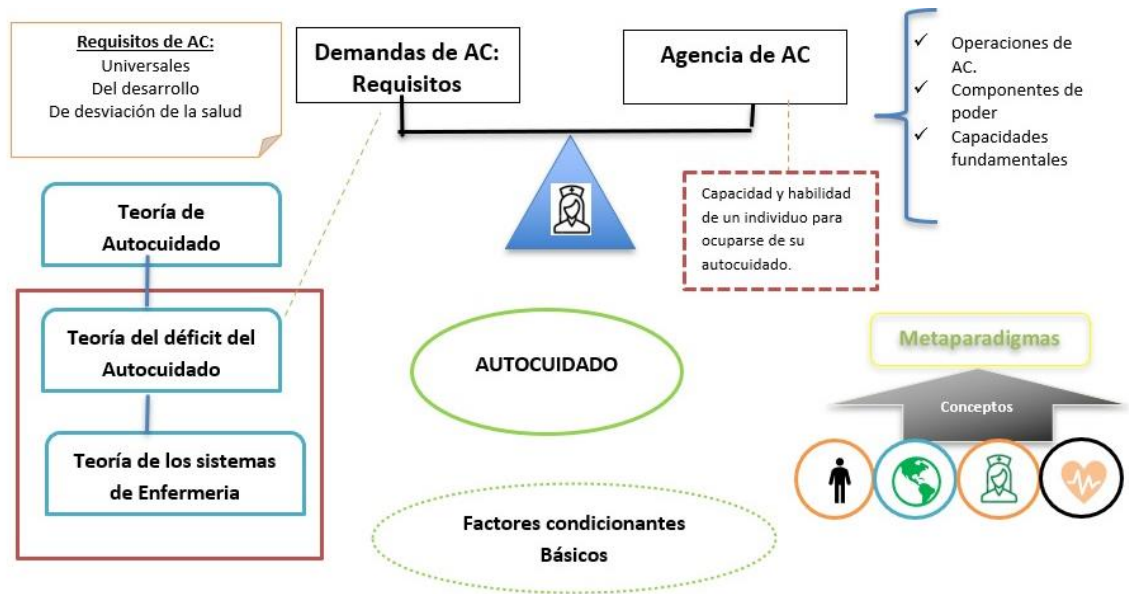 Requisitos de AC:
Universales
Del desarrollo
De desviación de la salud
Demandas de AC:
Requisitos
Agencia de AC
✓ Operaciones de
AC.
✓ Componentes de
poder
✓ Capacidades
fundamentales
Capacidad y habilidad
de un individuo para
ocuparse de su
autocuidado.
Teoría de
Autocuidado
Teoría del déficit del
Autocuidado
Teoría de los sistemas
de Enfermeria
AUTOCUIDADO
Factores condicionantes
Básicos
Metaparadigmas
Conceptos